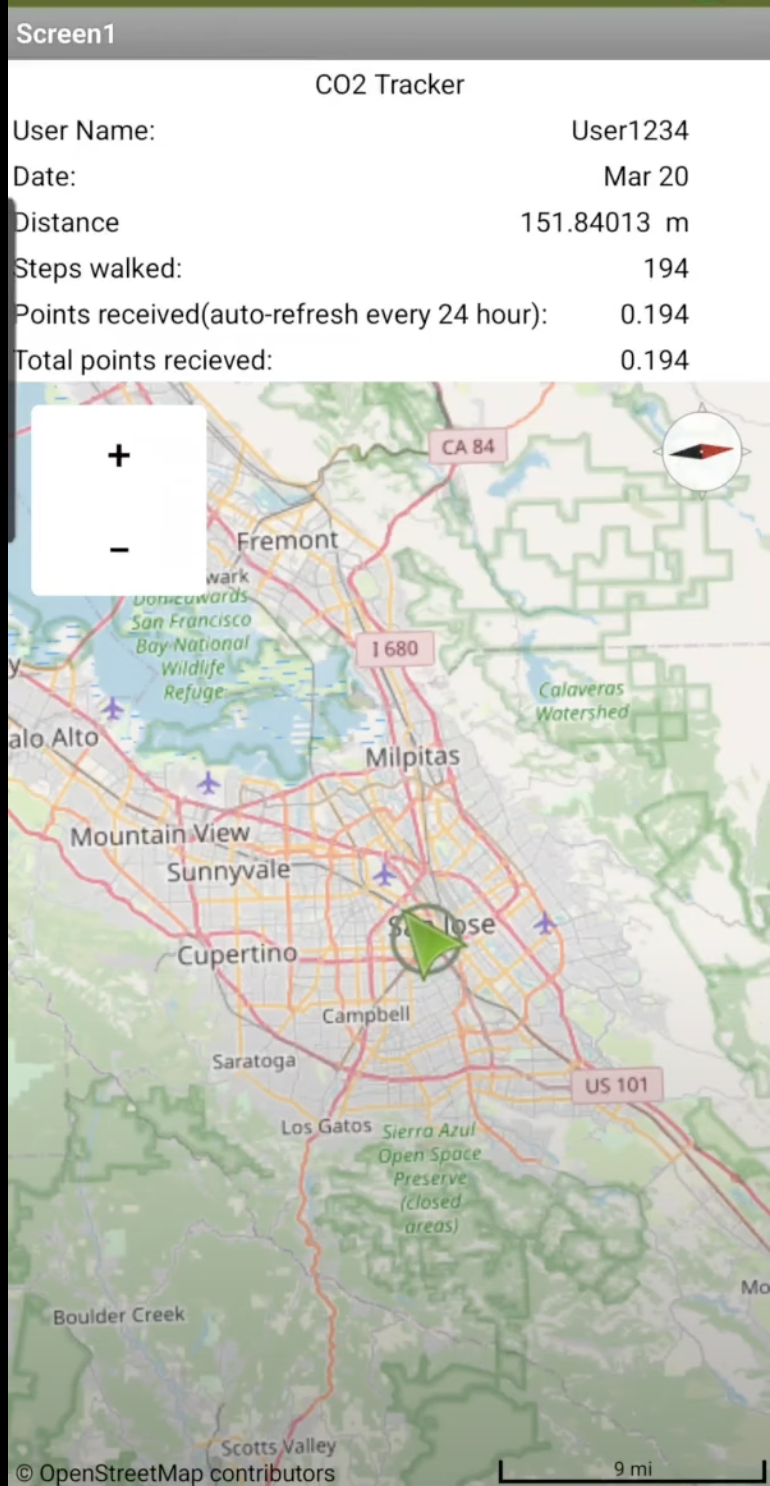 Screen1
CO2 Tracker
User Name: User1234
Date: Mar 20
Distance 151.84013 m
Steps walked: 194
Points received(auto-refresh every 24 hour): 0.194
Total points recieved: 0.194
+
−
CA 84
Fremont
wark
Don Edwards
San Francisco
Bay National
Wildlife
Refuge
I 680
Calaveras
Watershed
y
alo Alto
Milpitas
Mountain View
Sunnyvale
San Jose
Cupertino
Campbell
Saratoga
US 101
Los Gatos
Sierra Azul
Open Space
Preserve
(closed
areas)
Mo
Boulder Creek
Scotts Valley
© OpenStreetMap contributors
9 mi